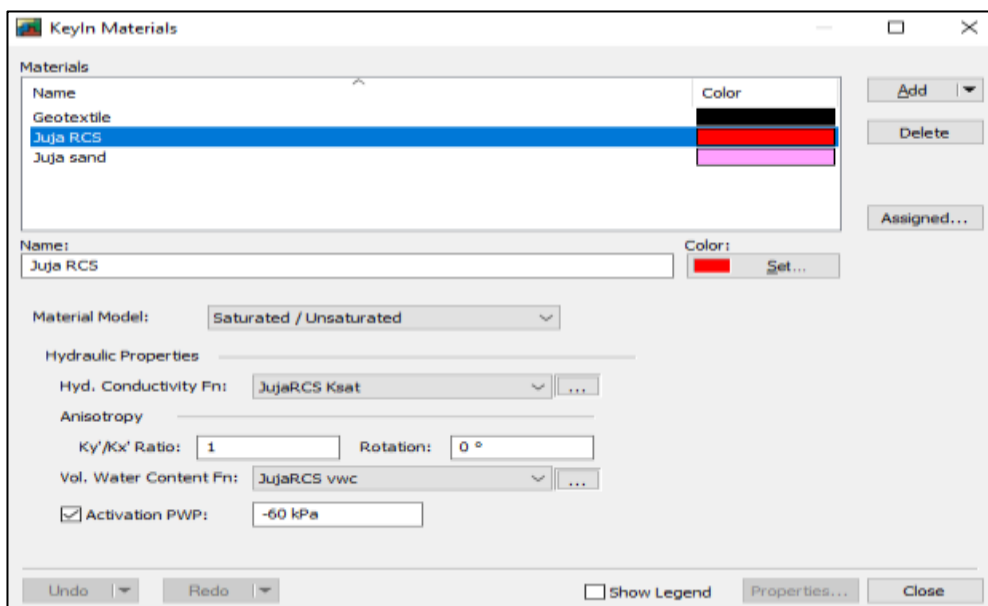 KeyIn Materials
Materials
Name Color
Add
Geotextile
Juja RCS
Delete
Juja sand
Assigned...
Name: Color:
Juja RCS Set...
Material Model: Saturated / Unsaturated
Hydraulic Properties
Hyd. Conductivity Fn: JujaRCS Ksat ...
Anisotropy
Ky'/Kx' Ratio: 1 Rotation: 0 °
Vol. Water Content Fn: JujaRCS vwc ...
Activation PWP: -60 kPa
Undo Redo Show Legend Properties... Close